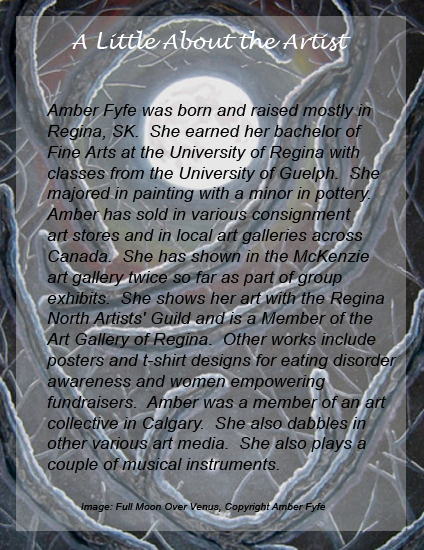 A Little About the Artist
Amber Fyfe was born and raised mostly in
Regina, SK.  She earned her bachelor of
Fine Arts at the University of Regina with
classes from the University of Guelph.  She
majored in painting with a minor in pottery.
Amber has sold in various consignment
art stores and in local art galleries across
Canada.  She has shown in the McKenzie
art gallery twice so far as part of group
exhibits.  She shows her art with the Regina
North Artists' Guild and is a Member of the
Art Gallery of Regina.  Other works include
posters and t-shirt designs for eating disorder
awareness and women empowering
fundraisers.  Amber was a member of an art
collective in Calgary.  She also dabbles in
other various art media.  She also plays a
couple of musical instruments.
Image: Full Moon Over Venus, Copyright Amber Fyfe